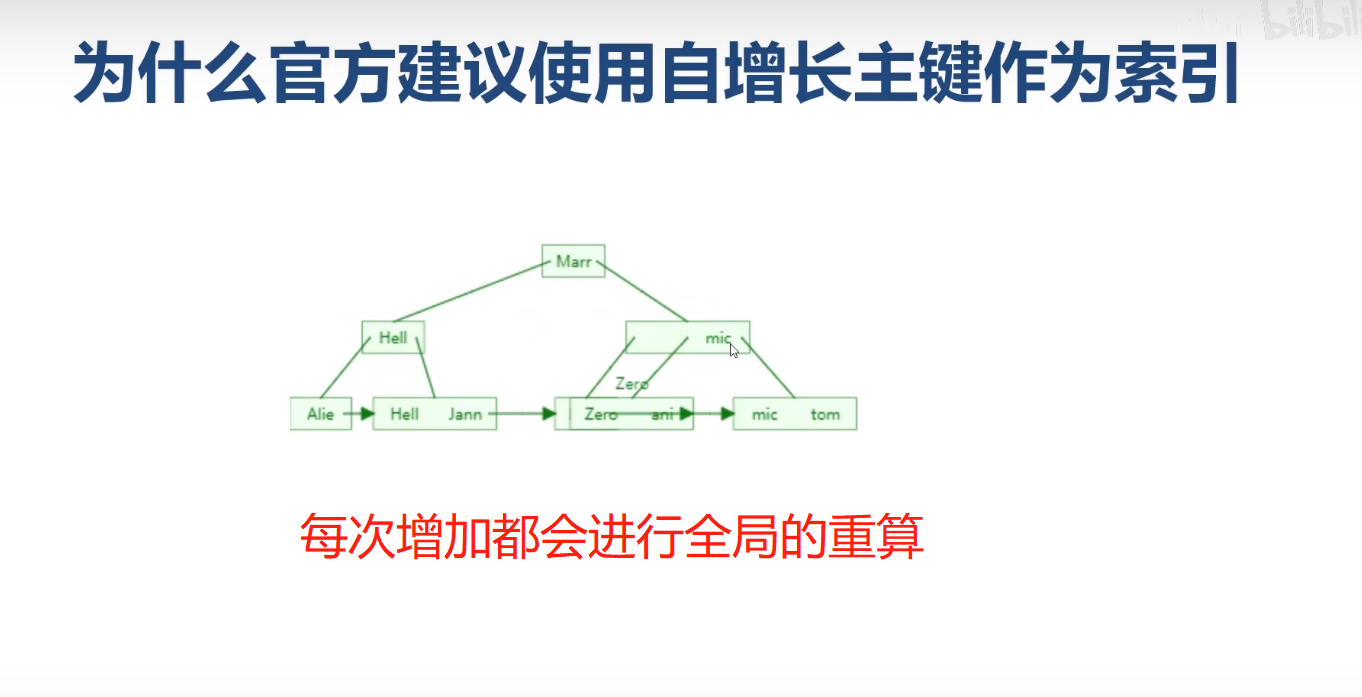 bilibili
为什么官方建议使用自增长主键作为索引
Marr
Hell mic
Zero
Alie Hell Jann Zero ani mic tom
每次增加都会进行全局的重算